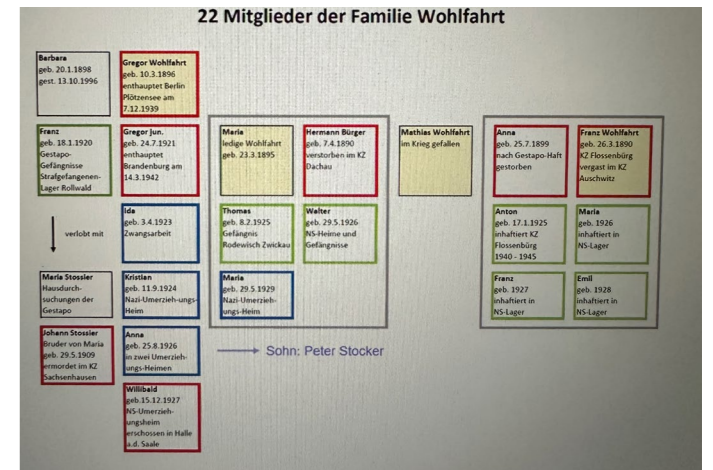 22 Mitglieder der Familie Wohlfahrt
Barbara
geb. 20.1.1898
gest. 13.10.1996
Gregor Wohlfahrt
geb. 10.3.1896
enthauptet Berlin
Plötzensee am
7.12.1939
Franz
geb. 18.1.1920
Gestapo-
Gefängnisse
Strafgefangenen-
Lager Rollwald
Gregor jun.
geb. 24.7.1921
enthauptet
Brandenburg am
14.3.1942
Maria
ledige Wohlfahrt
geb. 23.3.1895
Hermann Bürger
geb. 7.4.1890
verstorben im KZ
Dachau
Mathias Wohlfahrt
im Krieg gefallen
Anna
geb. 25.7.1899
nach Gestapo-Haft
gestorben
Franz Wohlfahrt
geb. 26.3.1890
KZ Flossenbürg
vergast im KZ
Auschwitz
verlobt mit
Ida
geb. 3.4.1923
Zwangsarbeit
Thomas
geb. 8.2.1925
Gefängnis
Rodewisch Zwickau
Walter
geb. 29.5.1926
NS-Heime und
Gefängnisse
Anton
geb. 17.1.1925
inhaftiert KZ
Flossenbürg
1940 - 1945
Maria
geb. 1926
inhaftiert in
NS-Lager
Maria Stossier
Hausdurch-
suchungen der
Gestapo
Kristian
geb. 11.9.1924
Nazi-Umerzieh-ungs-
Heim
Maria
geb. 29.5.1929
Nazi-Umerzieh-
ungs-Heim
Franz
geb. 1927
inhaftiert in
NS-Lager
Emil
geb. 1928
inhaftiert in
NS-Lager
Johann Stossier
Bruder von Maria
geb. 29.5.1909
ermordet im KZ
Sachsenhausen
Anna
geb. 25.8.1926
in zwei Umerzieh-
ungs-Heimen
Sohn: Peter Stocker
Willibald
geb.15.12.1927
NS-Umerzieh-
ungsheim
erschossen in Halle
a.d. Saale